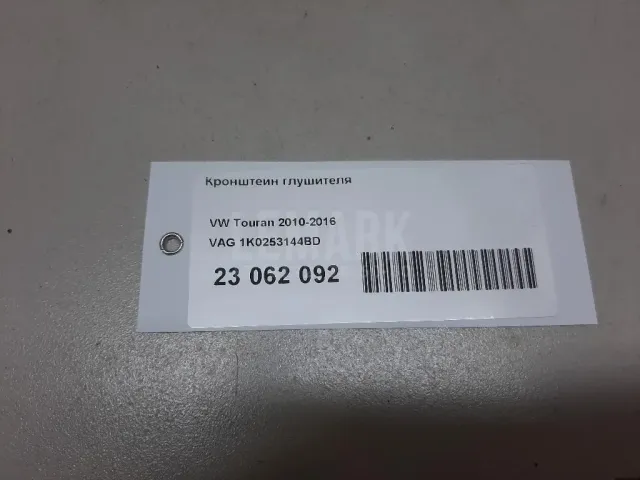 Кронштеин глушителя
VW Touran 2010-2016
VAG 1K0253144BD
23 062 092